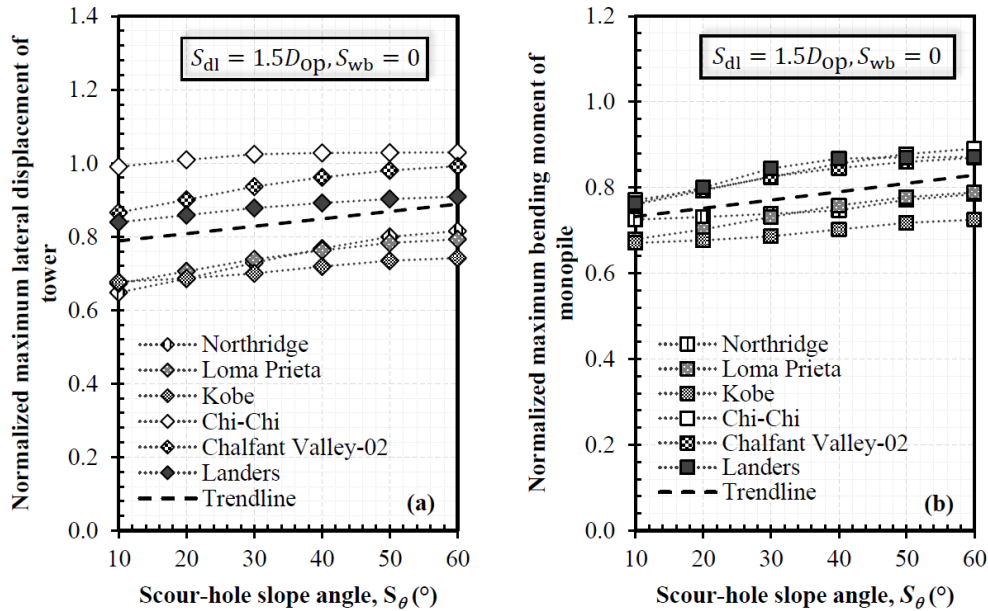 Normalized maximum lateral displacement of
tower
1.4
1.2
1.0
0.8
0.6
0.4
0.2
0.0
S_dl = 1.5D_op, S_wb = 0
Northridge
Loma Prieta
Kobe
Chi-Chi
Chalfant Valley-02
Landers
Trendline
(a)
10 20 30 40 50 60
Scour-hole slope angle, S_θ (°)
Normalized maximum bending moment of
monopile
1.2
1.0
0.8
0.6
0.4
0.2
0.0
S_dl = 1.5D_op, S_wb = 0
Northridge
Loma Prieta
Kobe
Chi-Chi
Chalfant Valley-02
Landers
Trendline
(b)
10 20 30 40 50 60
Scour-hole slope angle, S_θ (°)